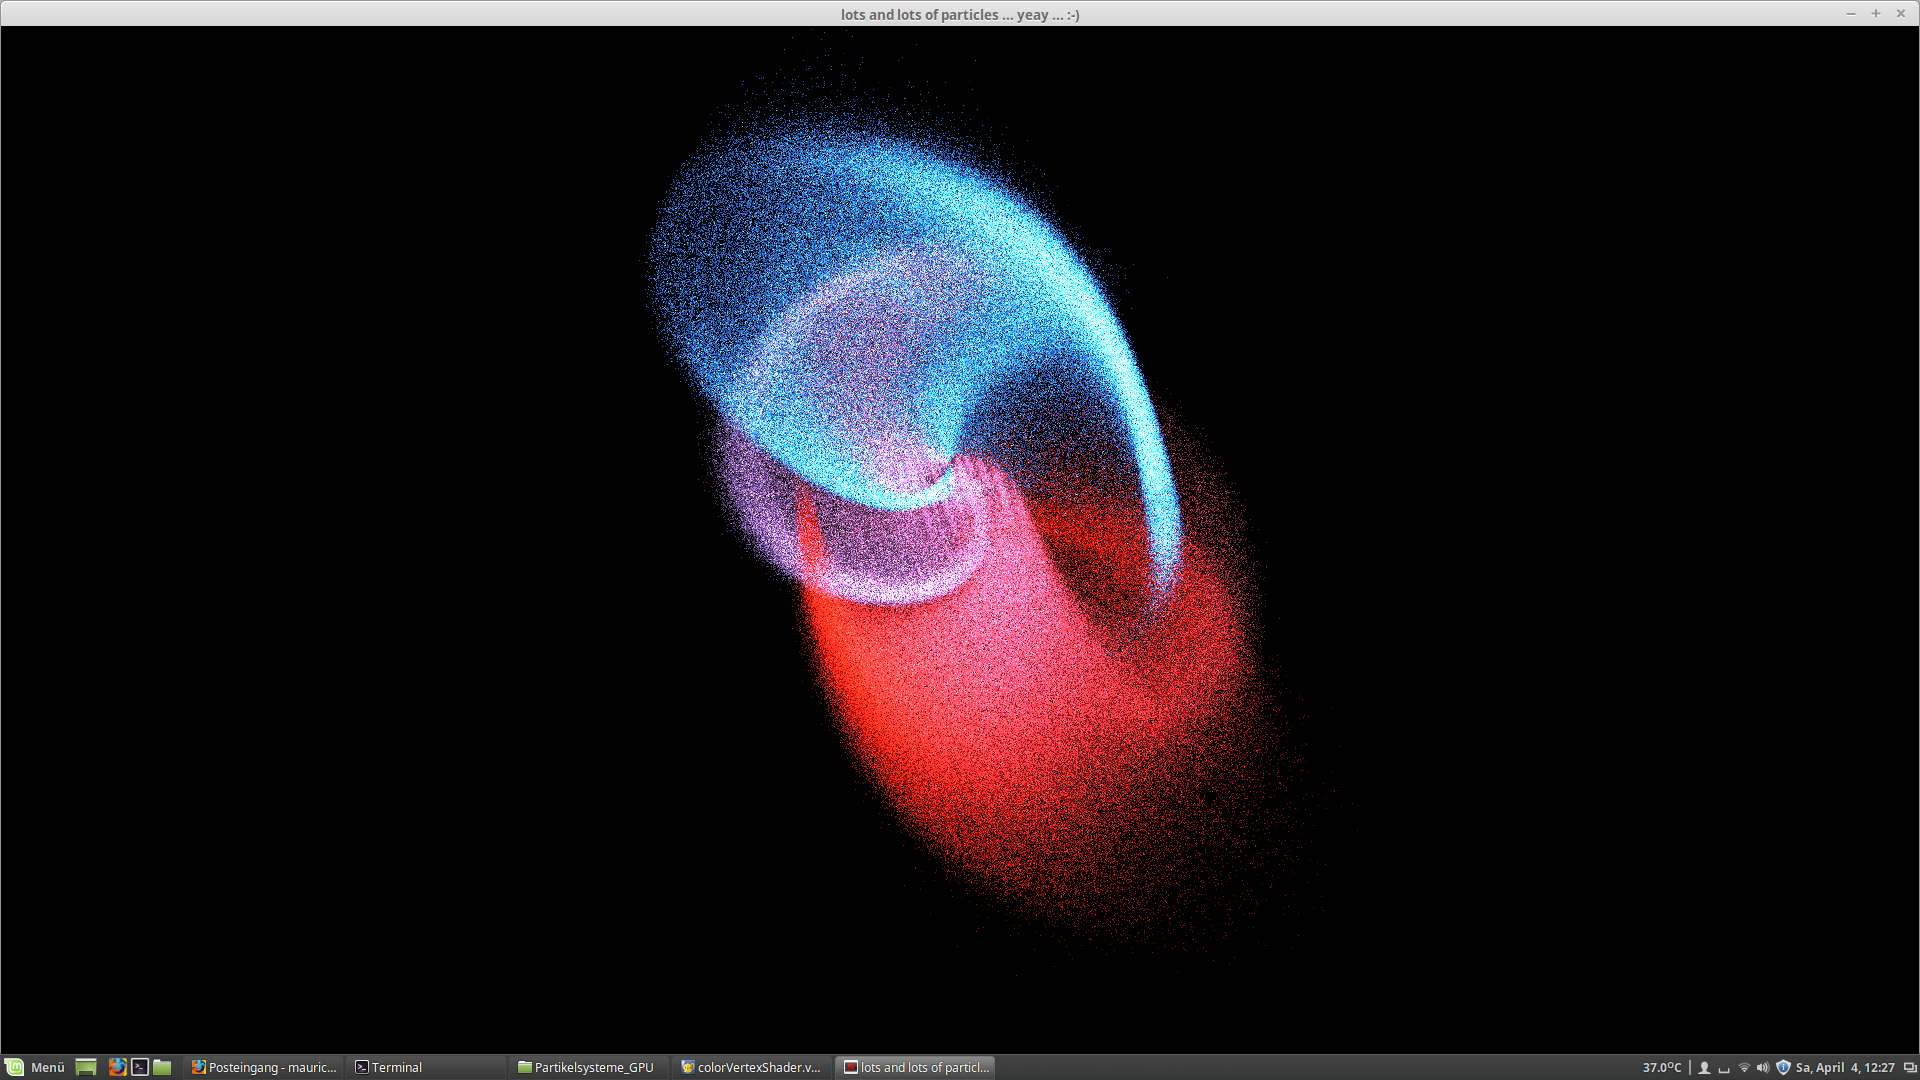 lots and lots of particles ... yeay ... :-)
Menü
Posteingang - mauric...
Terminal
Partikelsysteme_GPU
colorVertexShader.v...
lots and lots of particl...
37.0°C
Sa, April 4, 12:27